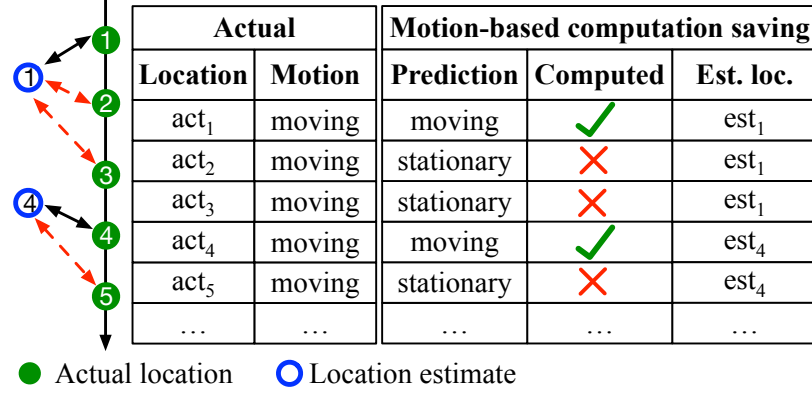 Actual Motion-based computation saving
Location Motion Prediction Computed Est. loc.
act₁ moving moving est₁
act₂ moving stationary est₁
act₃ moving stationary est₁
act₄ moving moving est₄
act₅ moving stationary est₄
… … … … …
1
1
2
3
4
4
5
Actual location Location estimate